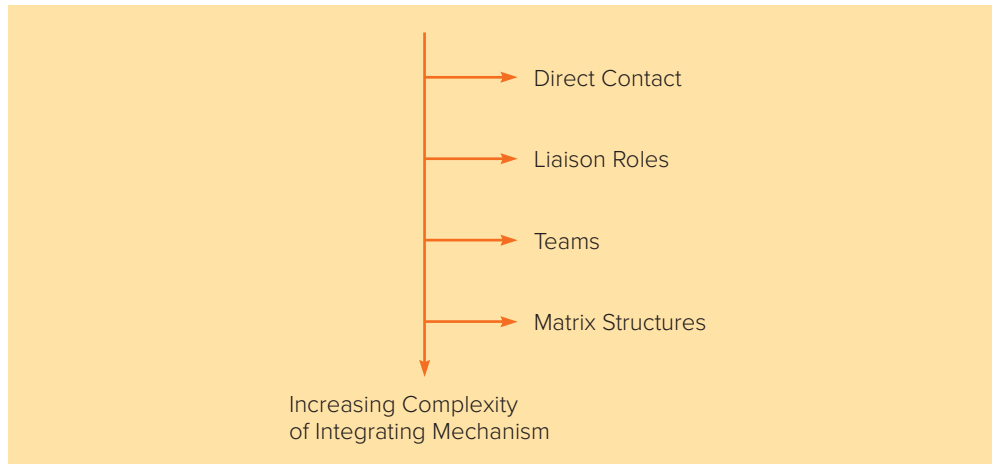 Direct Contact
Liaison Roles
Teams
Matrix Structures
Increasing Complexity
of Integrating Mechanism